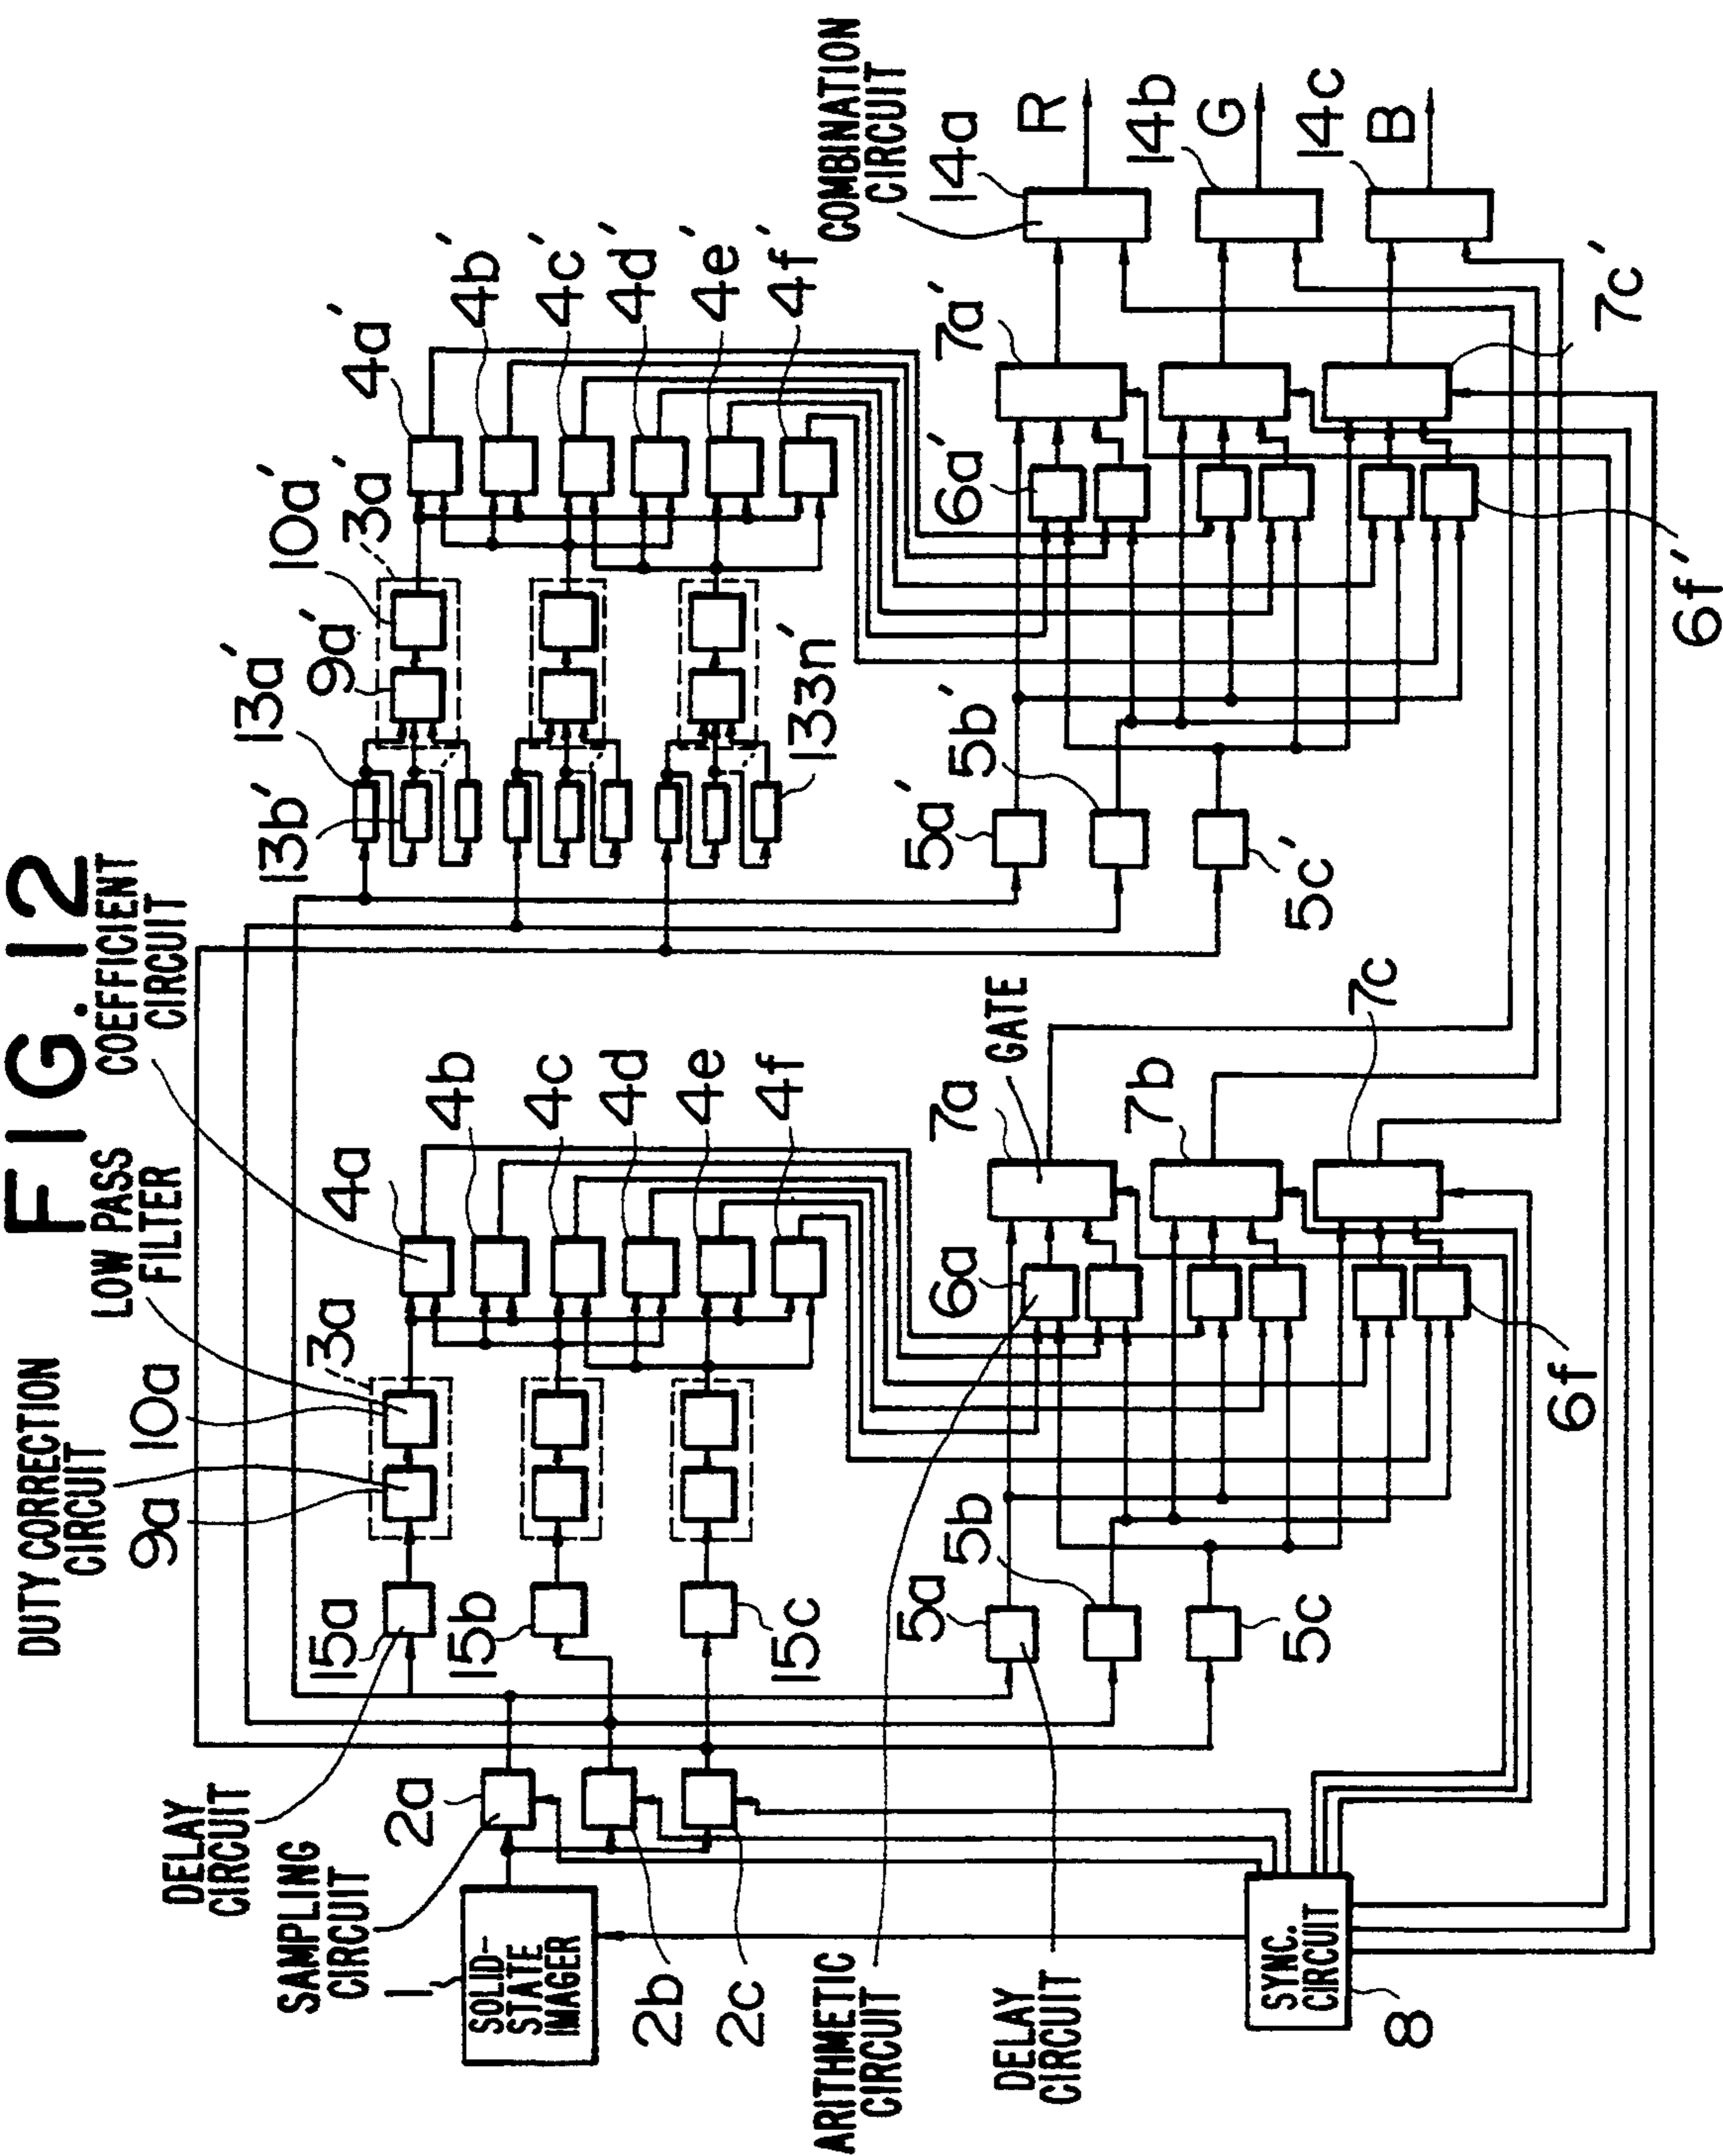 FIG. 12
DUTY CORRECTION
CIRCUIT
9a
10a
LOW PASS
FILTER
3a
COEFFICIENT
CIRCUIT
4a
4b
4c
4d
4e
4f
DELAY
CIRCUIT
15a
15b
15c
SAMPLING
CIRCUIT
2a
2b
2c
1
SOLID-
STATE
IMAGER
ARITHMETIC
CIRCUIT
DELAY
CIRCUIT
5a
5b
5c
6a
6f
GATE
7a
7b
7c
SYNC.
CIRCUIT
8
13a'
13b'
133n'
9a'
10a'
3a'
4a'
4b'
4c'
4d'
4e'
4f'
5a'
5b'
5c'
6a'
6f'
7a'
7c'
COMBINATION
CIRCUIT
14a
R
14b
G
14c
B